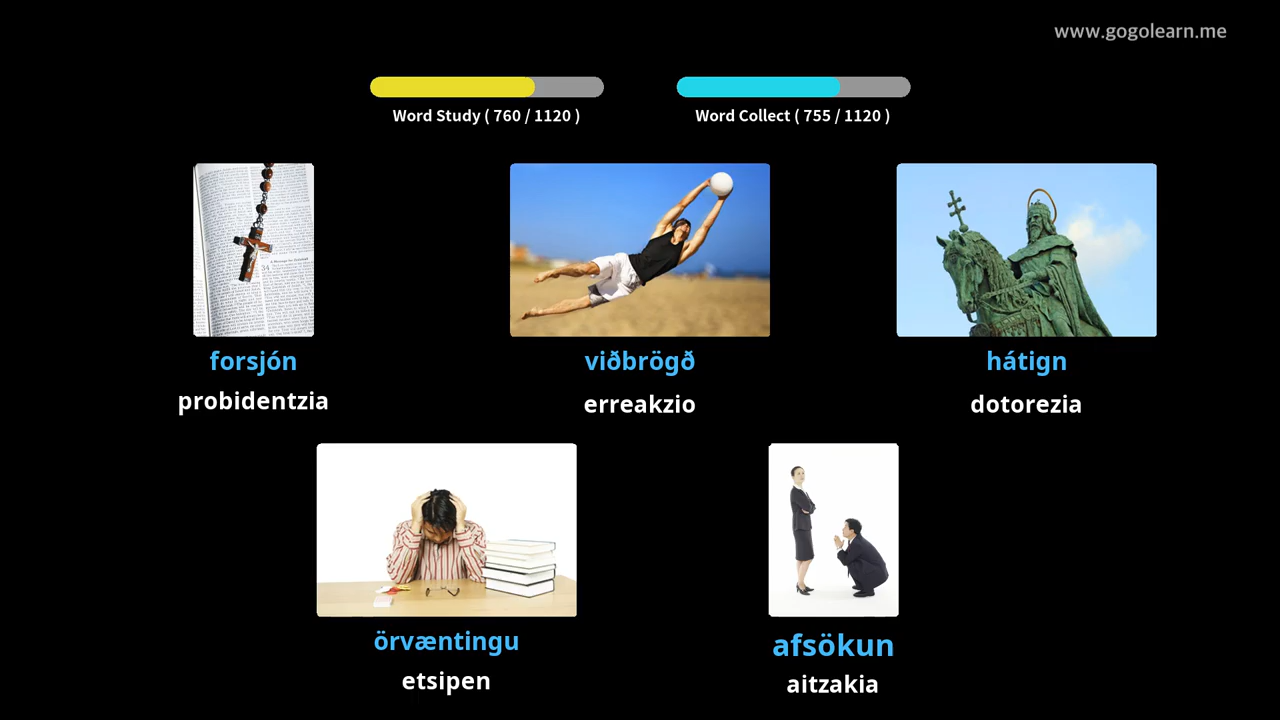 www.gogolearn.me
Word Study ( 760 / 1120 )
Word Collect ( 755 / 1120 )
forsjón
viðbrögð
hátign
probidentzia
erreakzio
dotorezia
örvæntingu
afsökun
etsipen
aitzakia